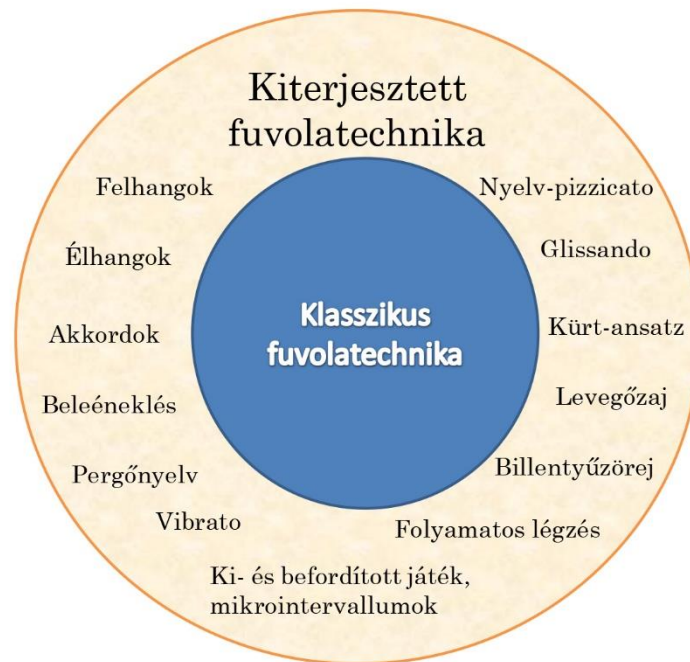 Kiterjesztett
fuvolatechnika
Felhangok
Nyelv-pizzicato
Élhangok
Glissando
Klasszikus
fuvolatechnika
Akkordok
Kürt-ansatz
Beleéneklés
Levegőzaj
Pergőnyelv
Billentyűzörej
Vibrato
Folyamatos légzés
Ki- és befordított játék,
mikrointervallumok